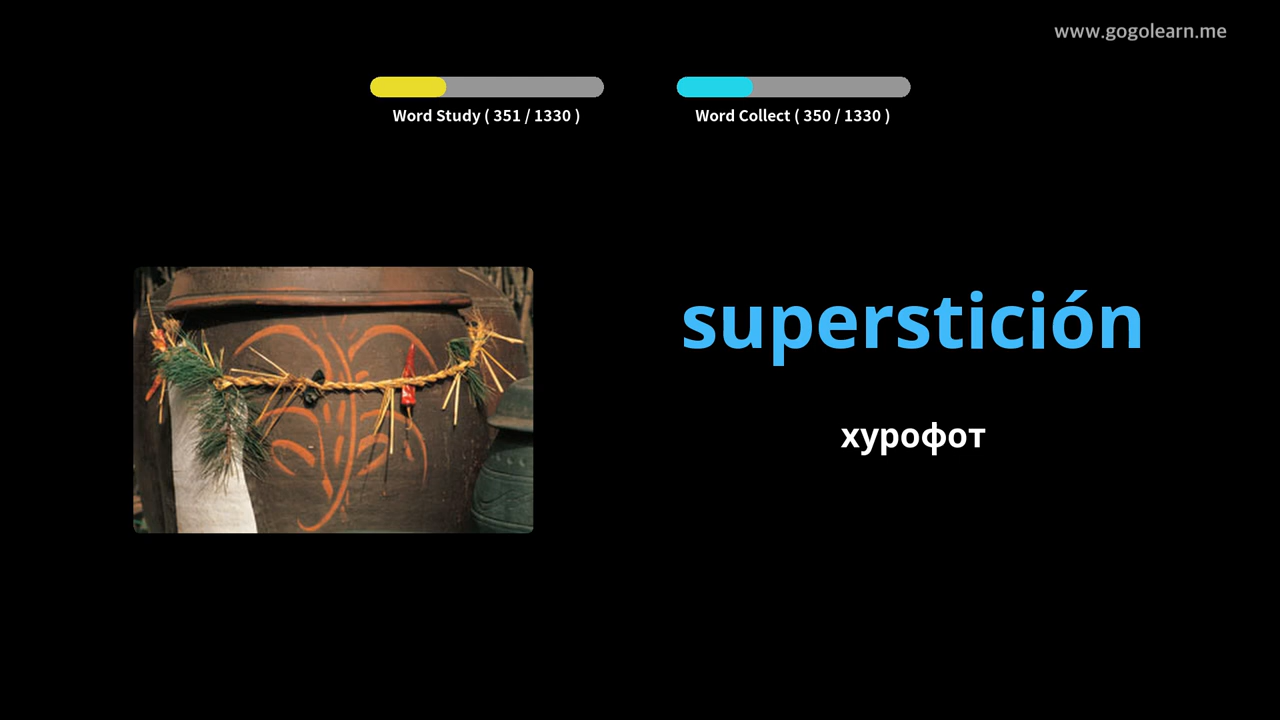 www.gogolearn.me
Word Study ( 351 / 1330 )
Word Collect ( 350 / 1330 )
superstición
хурофот